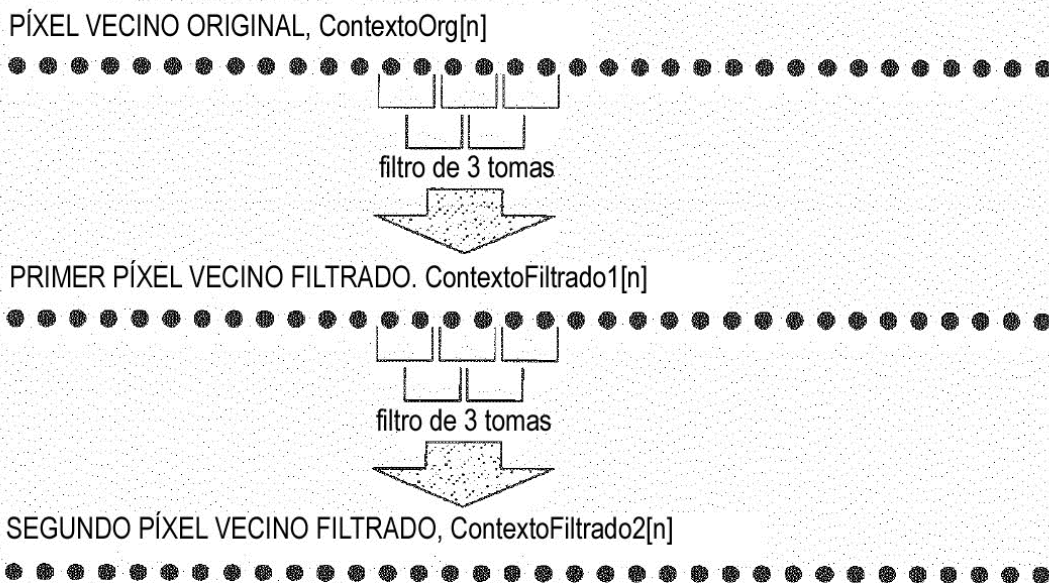 PÍXEL VECINO ORIGINAL, ContextoOrg[n]
filtro de 3 tomas
PRIMER PÍXEL VECINO FILTRADO. ContextoFiltrado1[n]
filtro de 3 tomas
SEGUNDO PÍXEL VECINO FILTRADO, ContextoFiltrado2[n]